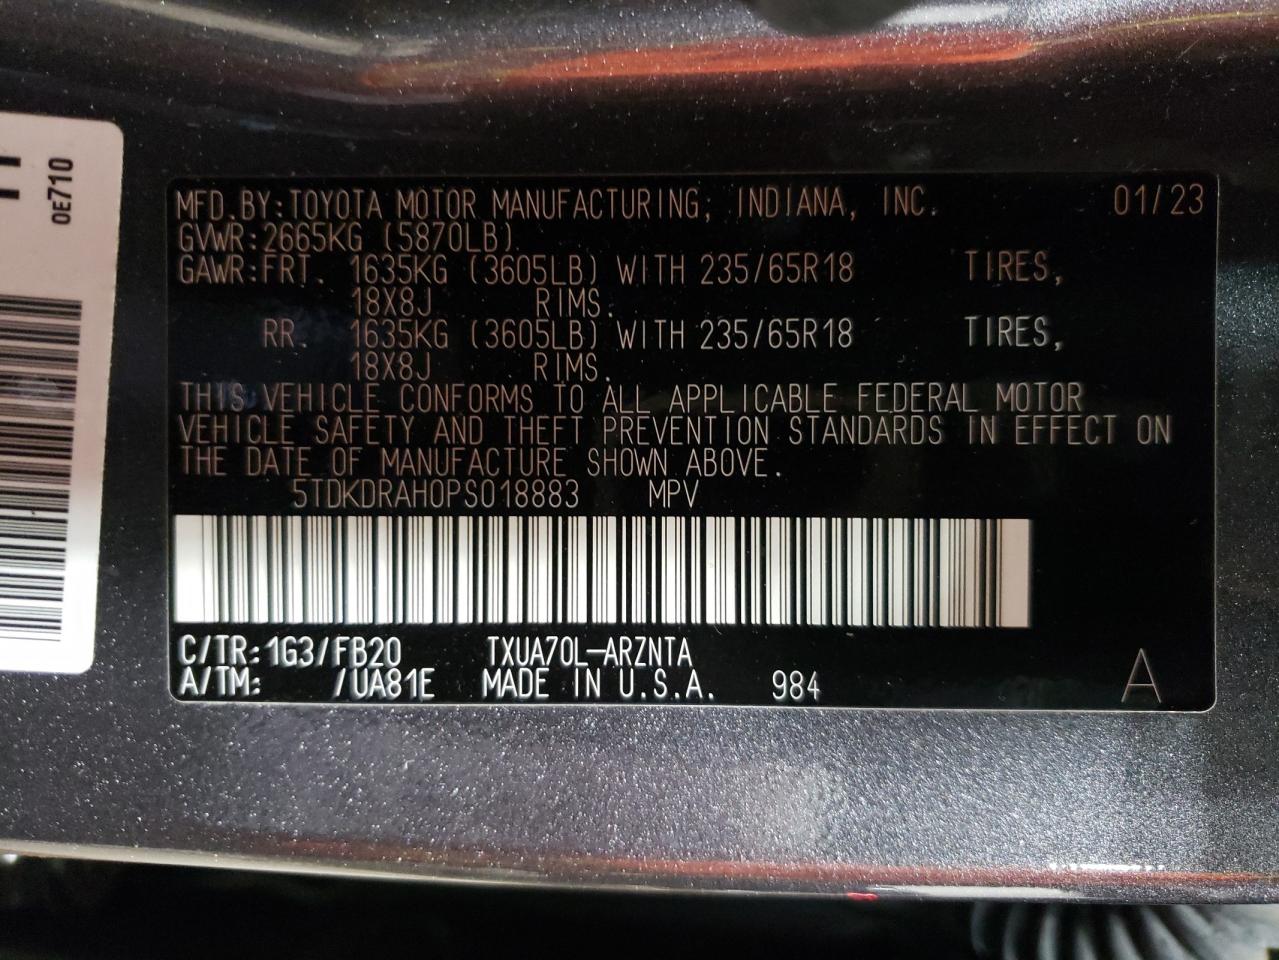 MFD.BY:TOYOTA MOTOR MANUFACTURING, INDIANA, INC. 01/23
GVWR:2665KG (5870LB)
GAWR:FRT. 1635KG (3605LB) WITH 235/65R18 TIRES,
18X8J RIMS.
RR. 1635KG (3605LB) WITH 235/65R18 TIRES,
18X8J RIMS.
THIS VEHICLE CONFORMS TO ALL APPLICABLE FEDERAL MOTOR
VEHICLE SAFETY AND THEFT PREVENTION STANDARDS IN EFFECT ON
THE DATE OF MANUFACTURE SHOWN ABOVE.
5TDKDRAH0PS018883 MPV
C/TR:1G3/FB20 TXUA70L-ARZNTA
A/TM: /UA81E MADE IN U.S.A. 984 A
0E710